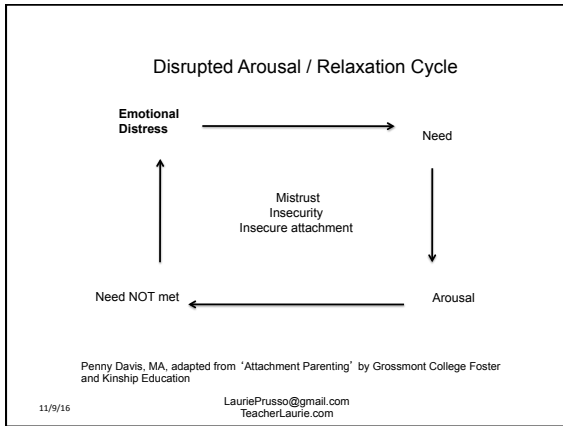 Disrupted Arousal / Relaxation Cycle
Emotional
Distress
Need
Mistrust
Insecurity
Insecure attachment
Need NOT met
Arousal
Penny Davis, MA, adapted from ‘Attachment Parenting’ by Grossmont College Foster
and Kinship Education
11/9/16
LauriePrusso@gmail.com
TeacherLaurie.com